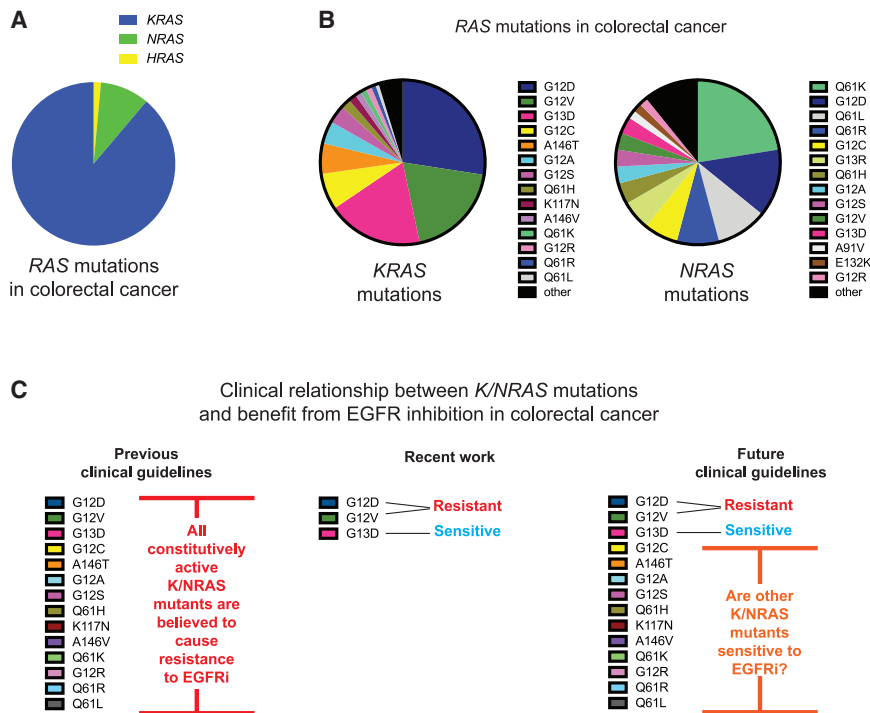 A
KRAS
NRAS
HRAS
RAS mutations
in colorectal cancer
B
RAS mutations in colorectal cancer
G12D
G12V
G13D
G12C
A146T
G12A
G12S
Q61H
K117N
A146V
Q61K
G12R
Q61R
Q61L
other
KRAS
mutations
Q61K
G12D
Q61L
Q61R
G12C
G13R
Q61H
G12A
G12S
G12V
G13D
A91V
E132K
G12R
other
NRAS
mutations
C
Clinical relationship between K/NRAS mutations
and benefit from EGFR inhibition in colorectal cancer
Previous
clinical guidelines
G12D
G12V
G13D
G12C
A146T
G12A
G12S
Q61H
K117N
A146V
Q61K
G12R
Q61R
Q61L
All
constitutively
active
K/NRAS
mutants are
believed to
cause
resistance
to EGFRi
Recent work
G12D
G12V
G13D
Resistant
Sensitive
Future
clinical guidelines
G12D
G12V
G13D
G12C
A146T
G12A
G12S
Q61H
K117N
A146V
Q61K
G12R
Q61R
Q61L
Resistant
Sensitive
Are other
K/NRAS
mutants
sensitive to
EGFRi?